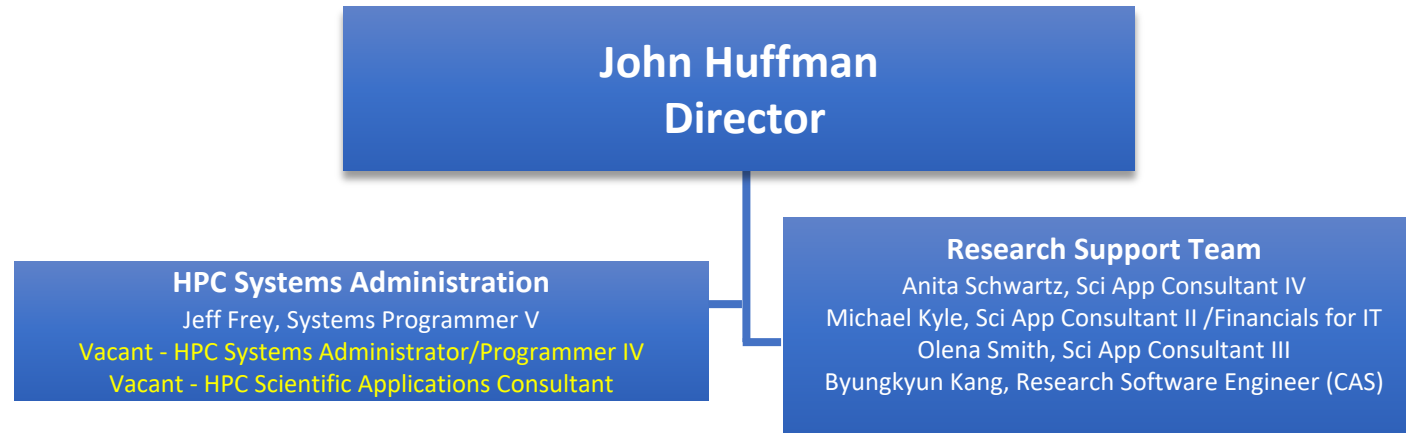 John Huffman
Director
HPC Systems Administration
Jeff Frey, Systems Programmer V
Vacant - HPC Systems Administrator/Programmer IV
Vacant - HPC Scientific Applications Consultant
Research Support Team
Anita Schwartz, Sci App Consultant IV
Michael Kyle, Sci App Consultant II /Financials for IT
Olena Smith, Sci App Consultant III
Byungkyun Kang, Research Software Engineer (CAS)